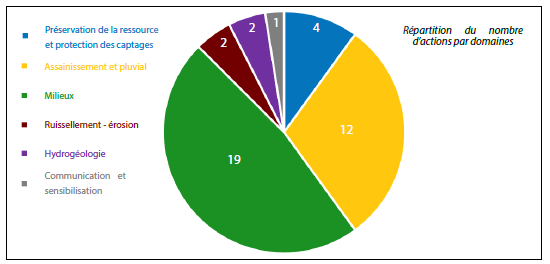 Préservation de la ressource
et protection des captages
Assainissement et pluvial
Milieux
Ruissellement - érosion
Hydrogéologie
Communication et
sensibilisation
Répartition du nombre
d'actions par domaines
4
12
19
2
2
1